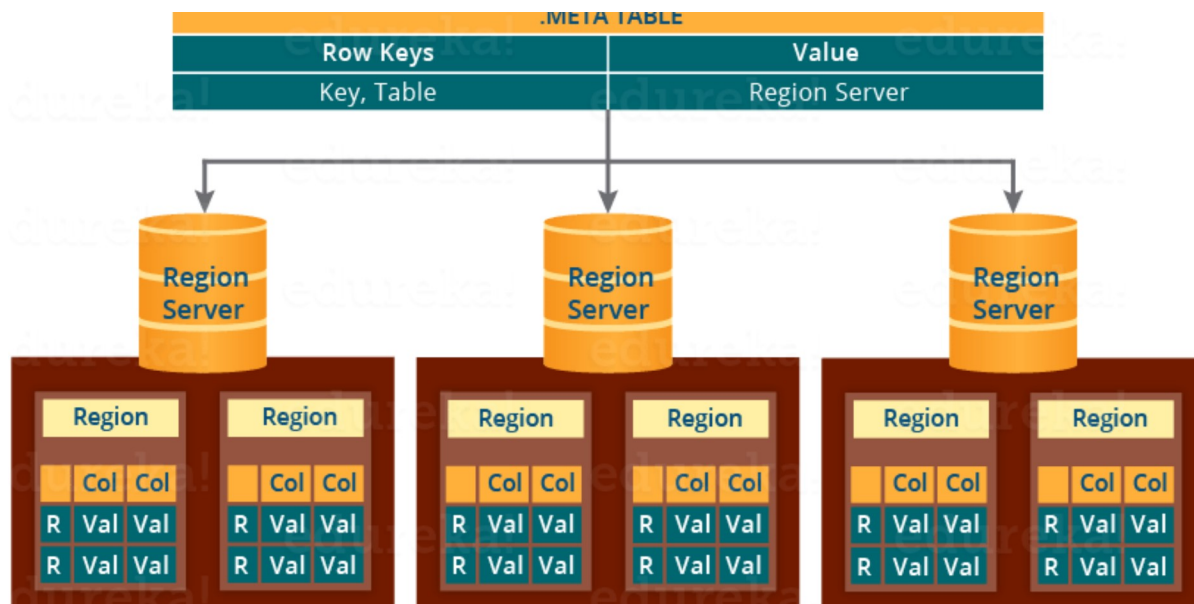 .META TABLE
Row Keys Value
Key, Table Region Server
Region Region Region
Server Server Server
Region Region Region Region Region Region
Col Col Col Col Col Col Col Col Col Col Col Col
R Val Val R Val Val R Val Val R Val Val R Val Val R Val Val
R Val Val R Val Val R Val Val R Val Val R Val Val R Val Val
edureka!